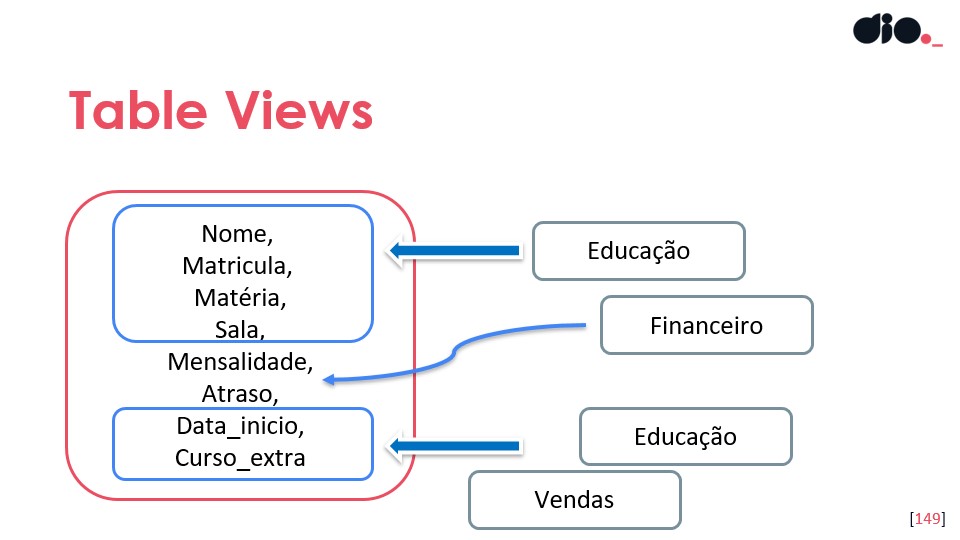 dio._
Table Views
Nome,
Matricula,
Matéria,
Sala,
Mensalidade,
Atraso,
Data_inicio,
Curso_extra
Educação
Financeiro
Educação
Vendas
[149]